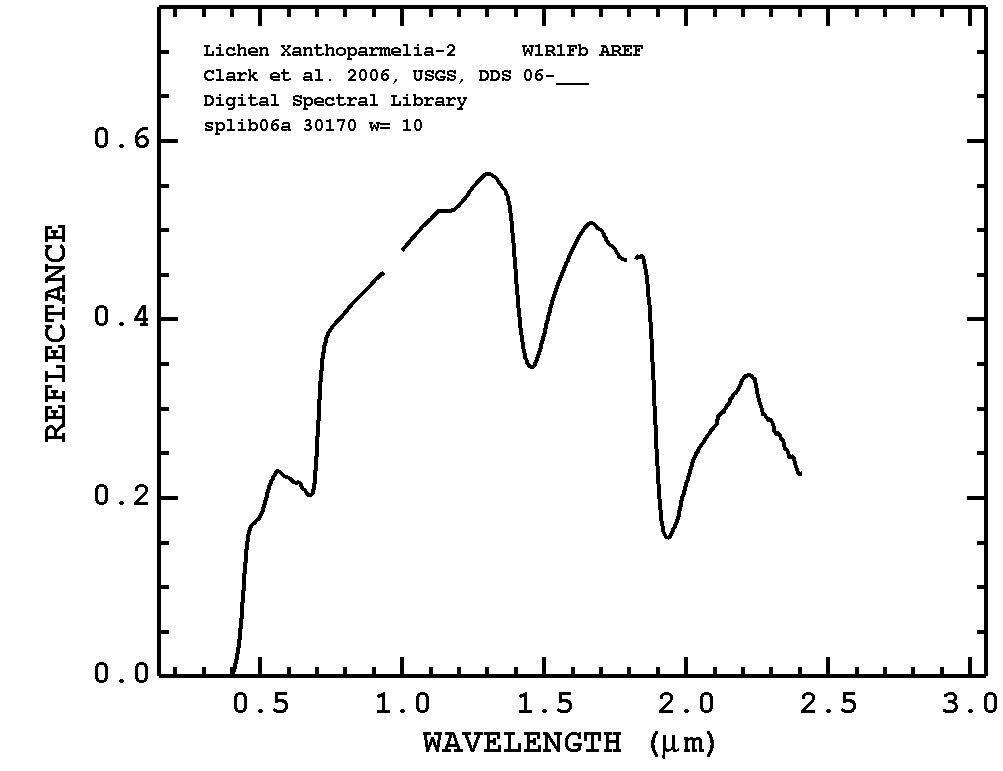 Lichen Xanthoparmelia-2 W1R1Fb AREF
Clark et al. 2006, USGS, DDS 06-___
Digital Spectral Library
splib06a 30170 w= 10
0.6
0.4
0.2
0.0
REFLECTANCE
0.5 1.0 1.5 2.0 2.5 3.0
WAVELENGTH (μm)